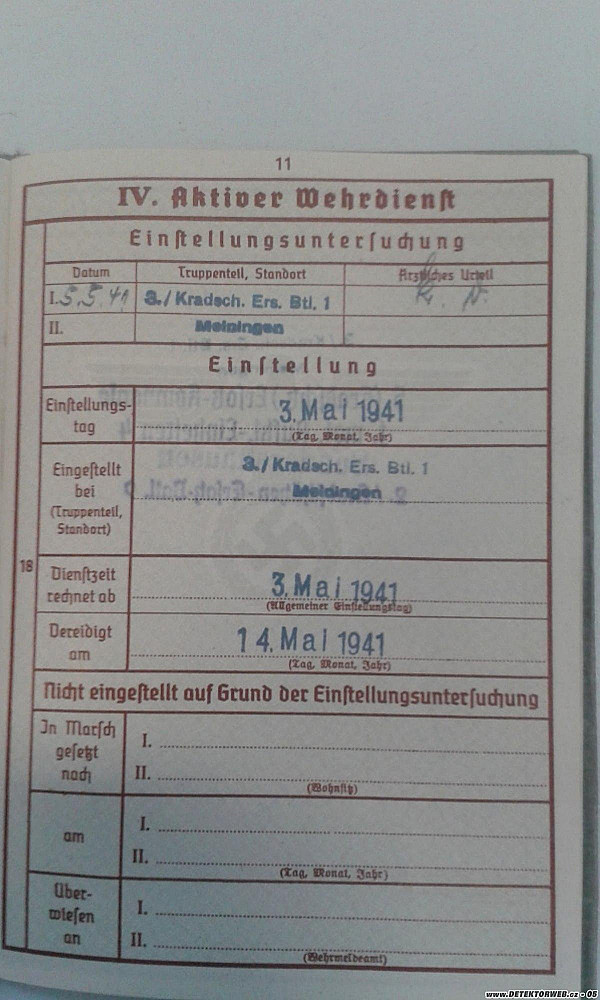 11
IV. Aktiver Wehrdienst
Einstellungsuntersuchung
Datum Truppenteil, Standort Ärztliches Urteil
I. 5.5.41 3./Kradsch. Ers. Btl. 1
II. Meiningen
Einstellung
Einstellungs-
tag
3. Mai 1941
(Tag, Monat, Jahr)
Eingestellt
bei
(Truppenteil,
Standort)
3./Kradsch. Ers. Btl. 1
Meiningen
18
Dienstzeit
rechnet ab
3. Mai 1941
(Allgemeiner Einstellungstag)
Vereidigt
am
14. Mai 1941
(Tag, Monat, Jahr)
Nicht eingestellt auf Grund der Einstellungsuntersuchung
In Marsch
gesetzt
nach
I.
II.
(Wohnsitz)
am
I.
II.
(Tag, Monat, Jahr)
Über-
wiesen
an
I.
II.
(Wehrmeldeamt)
www.DETEKTORWEB.cz - 05